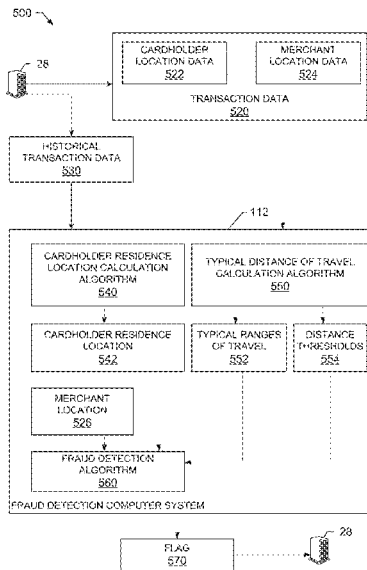 500
28
CARDHOLDER
LOCATION DATA
522
MERCHANT
LOCATION DATA
524
TRANSACTION DATA
520
HISTORICAL
TRANSACTION DATA
530
112
CARDHOLDER RESIDENCE
LOCATION CALCULATION
ALGORITHM
540
TYPICAL DISTANCE OF TRAVEL
CALCULATION ALGORITHM
550
CARDHOLDER RESIDENCE
LOCATION
542
TYPICAL RANGES
OF TRAVEL
552
DISTANCE
THRESHOLDS
554
MERCHANT
LOCATION
526
FRAUD DETECTION
ALGORITHM
560
FRAUD DETECTION COMPUTER SYSTEM
FLAG
570
28